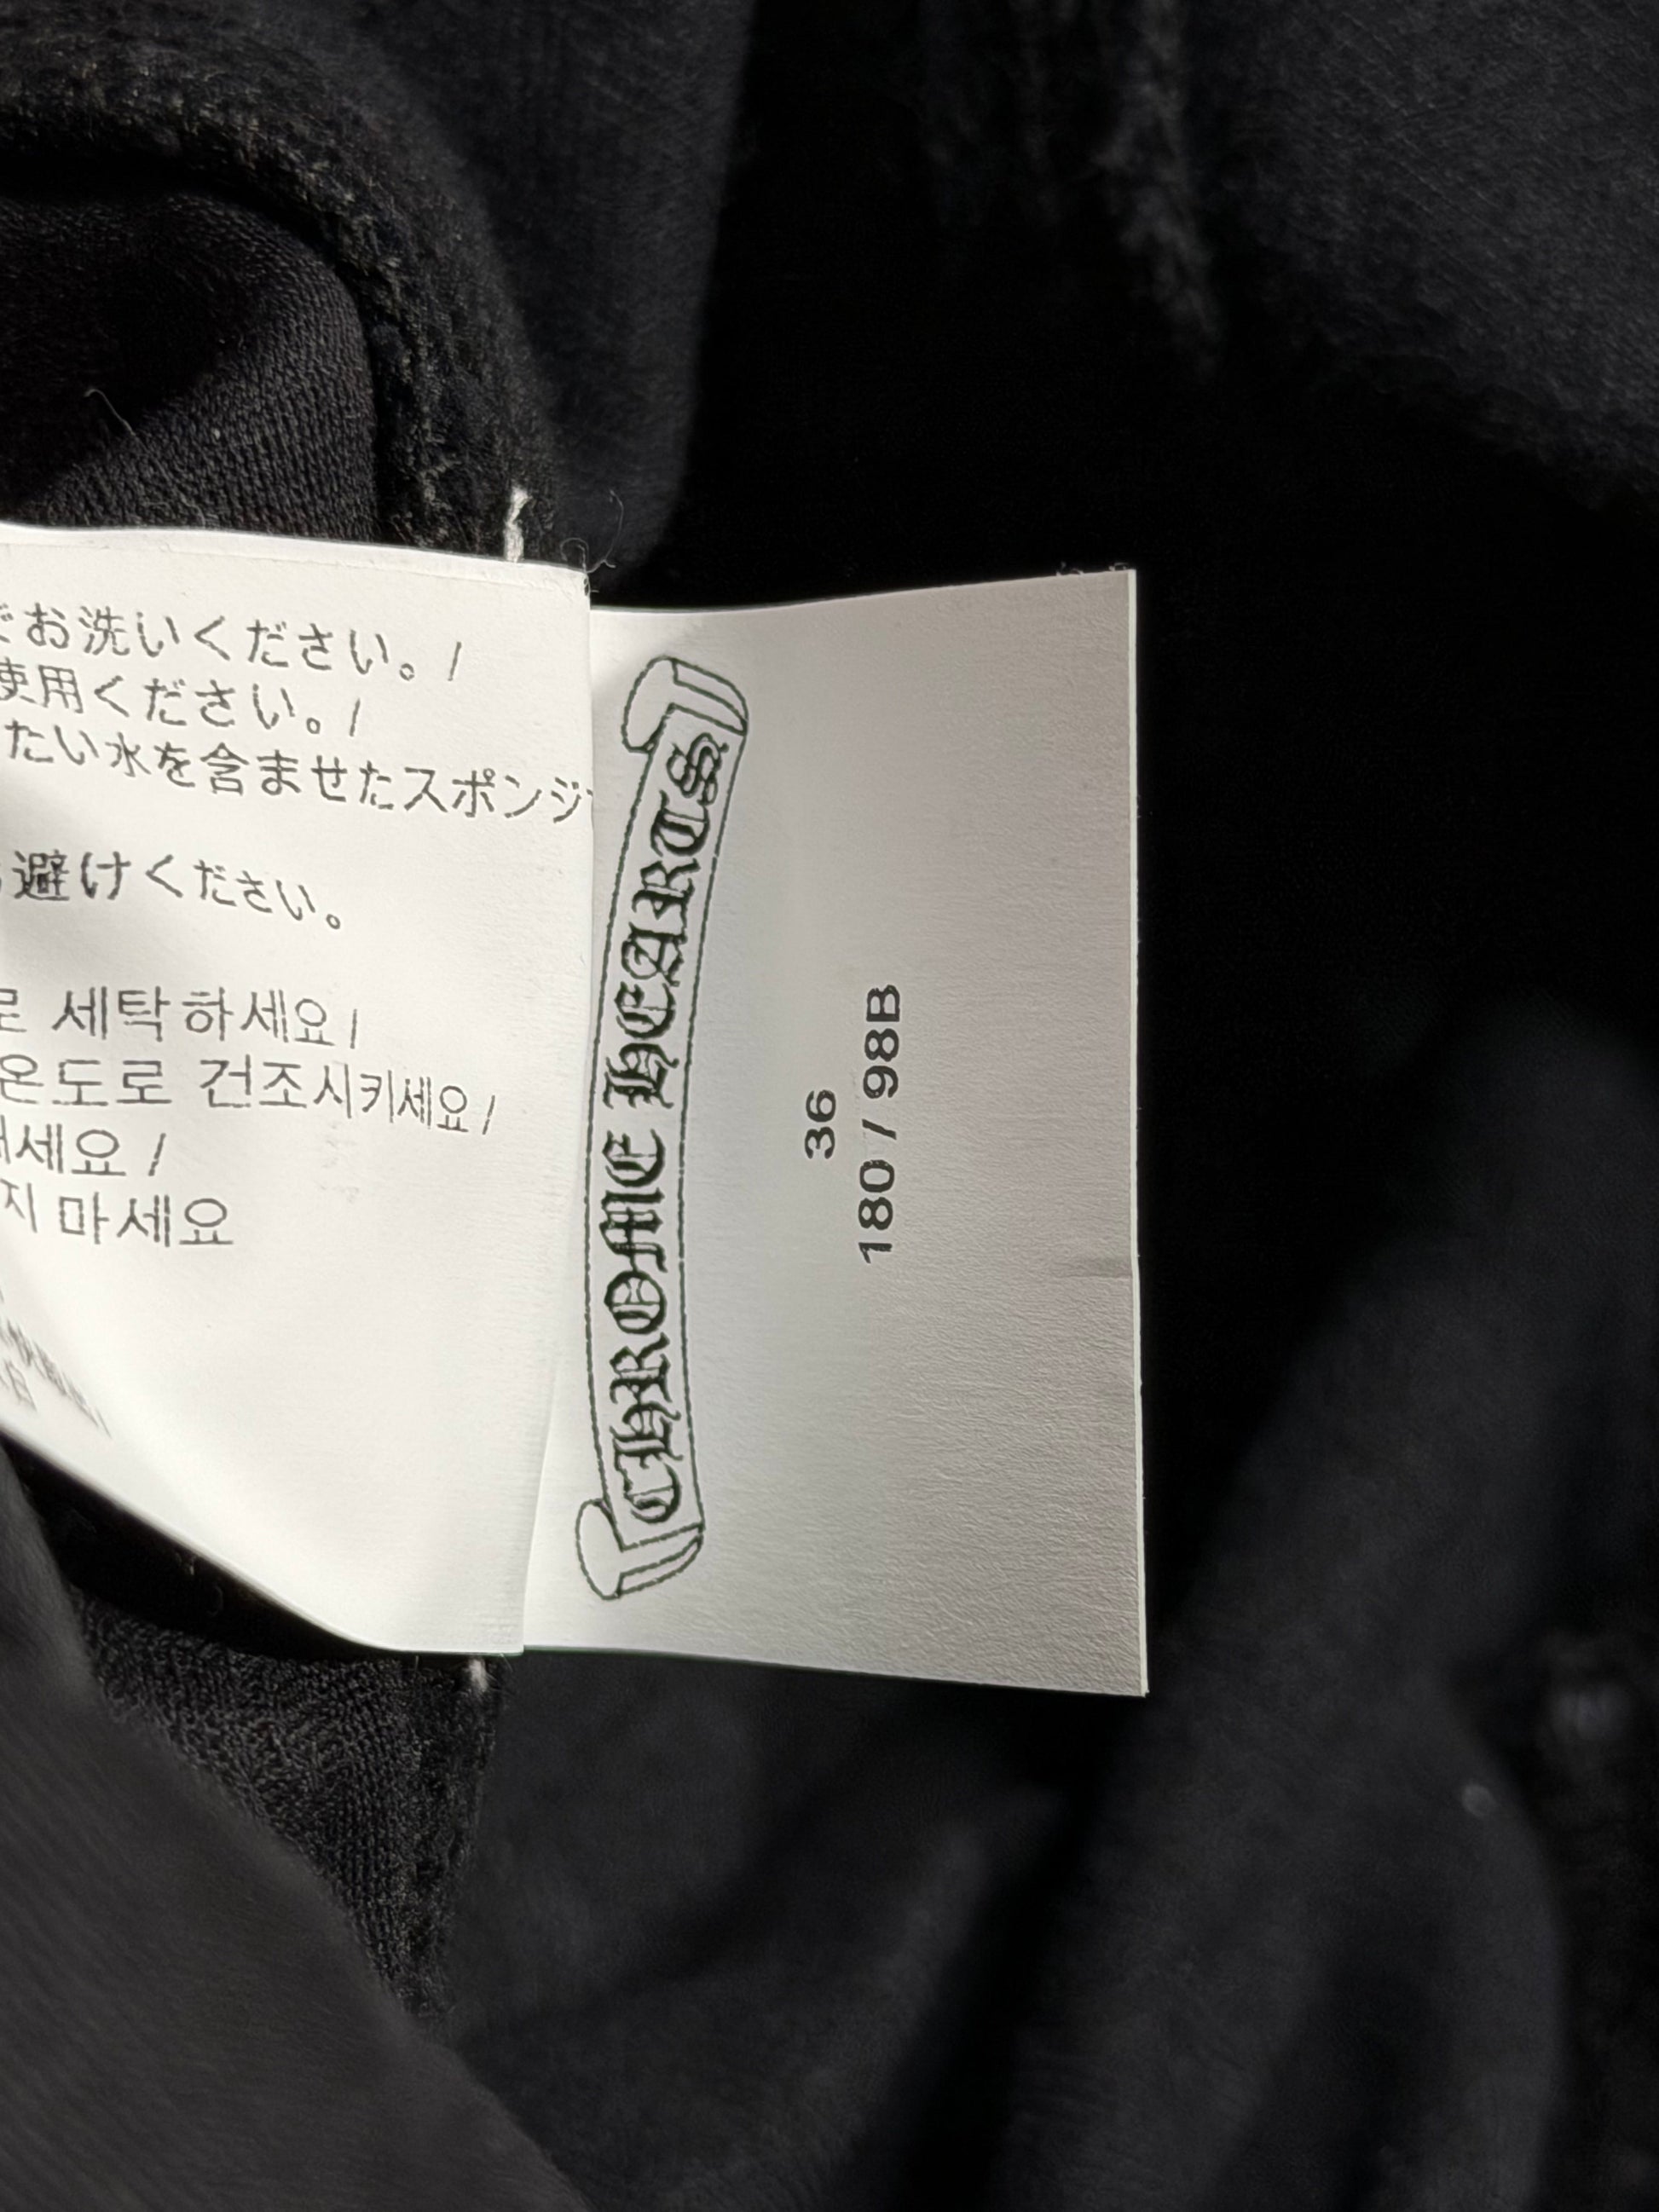 お洗いください。/
使用ください。/
たい水を含ませたスポンジ
避けください。
세탁하세요/
온도로 건조시키세요/
세요 /
지 마세요
CHROME HEARTS
36
180 / 98B